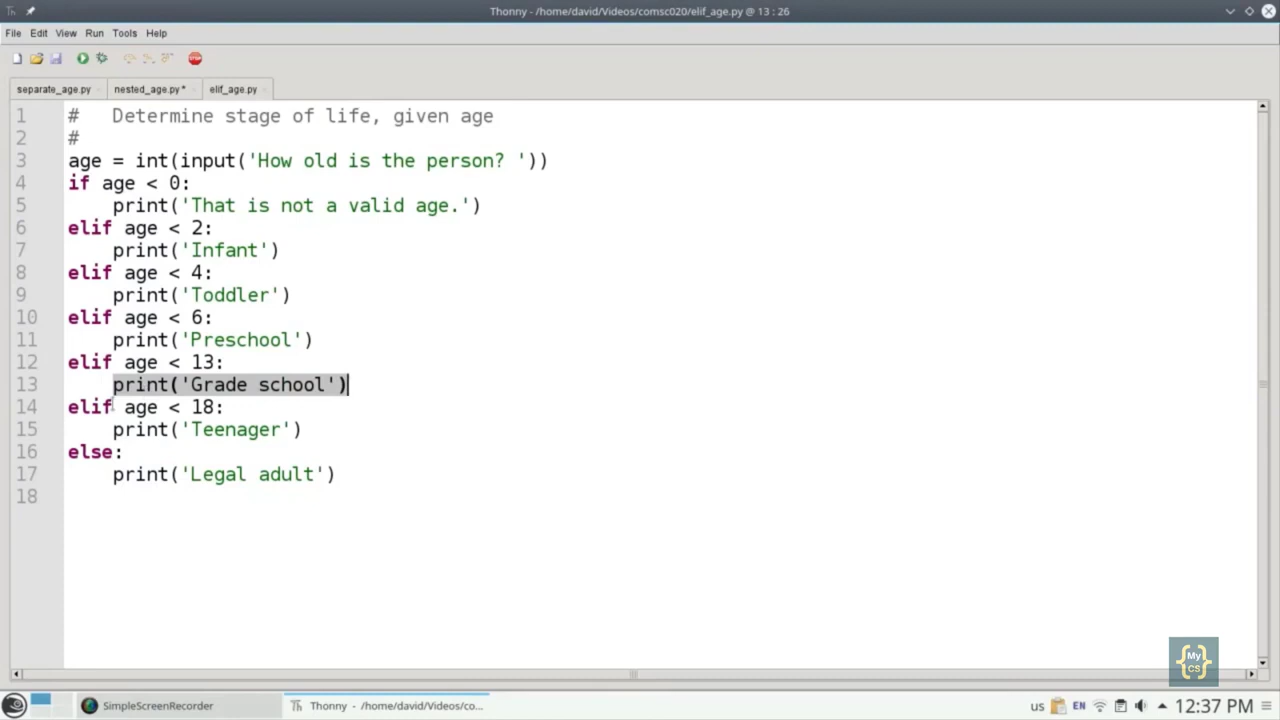 Thonny - /home/david/Videos/comsc020/elif_age.py @ 13 : 26
File Edit View Run Tools Help
STOP
separate_age.py nested_age.py* elif_age.py
1 # Determine stage of life, given age
2 #
3 age = int(input('How old is the person? '))
4 if age < 0:
5 print('That is not a valid age.')
6 elif age < 2:
7 print('Infant')
8 elif age < 4:
9 print('Toddler')
10 elif age < 6:
11 print('Preschool')
12 elif age < 13:
13 print('Grade school')
14 elif age < 18:
15 print('Teenager')
16 else:
17 print('Legal adult')
18
{My CS}
SimpleScreenRecorder Thonny - /home/david/Videos/co... us EN 12:37 PM